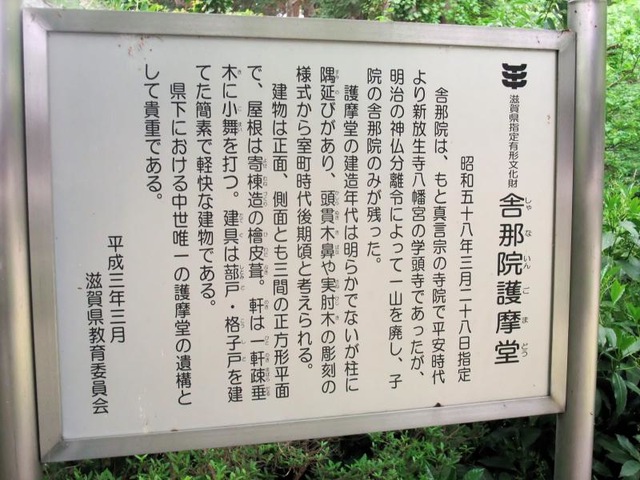 滋賀県指定有形文化財 舎那院護摩堂
しゃ な いん ご ま どう
昭和五十八年三月二十八日指定
舎那院は、もと真言宗の寺院で平安時代
より新放生寺八幡宮の学頭寺であったが、
明治の神仏分離令によって一山を廃し、子
院の舎那院のみが残った。
護摩堂の建造年代は明らかでないが柱に
隅延びがあり、頭貫木鼻や実肘木の彫刻の
様式から室町時代後期頃と考えられる。
建物は正面、側面とも三間の正方形平面
で、屋根は寄棟造の檜皮葺。軒は一軒疎垂
木に小舞を打つ。建具は蔀戸・格子戸を建
てた簡素で軽快な建物である。
県下における中世唯一の護摩堂の遺構と
して貴重である。
平成三年三月
滋賀県教育委員会